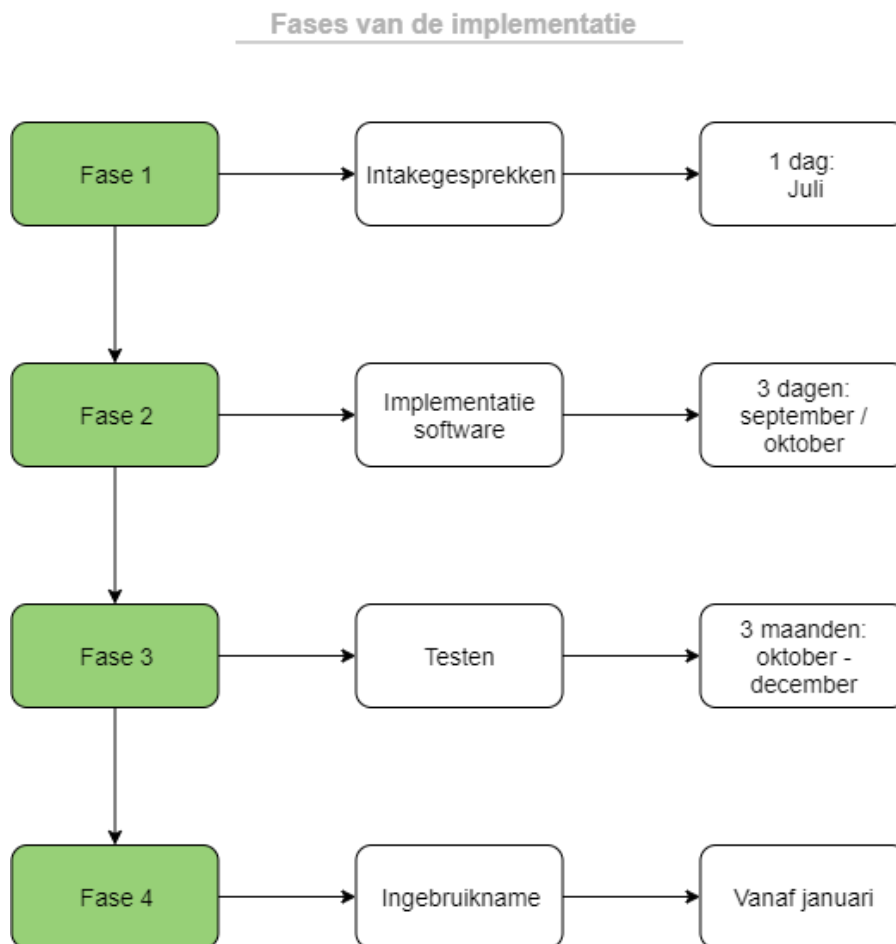 Fases van de implementatie
Fase 1
Intakegesprekken
1 dag:
Juli
Fase 2
Implementatie
software
3 dagen:
september /
oktober
Fase 3
Testen
3 maanden:
oktober -
december
Fase 4
Ingebruikname
Vanaf januari